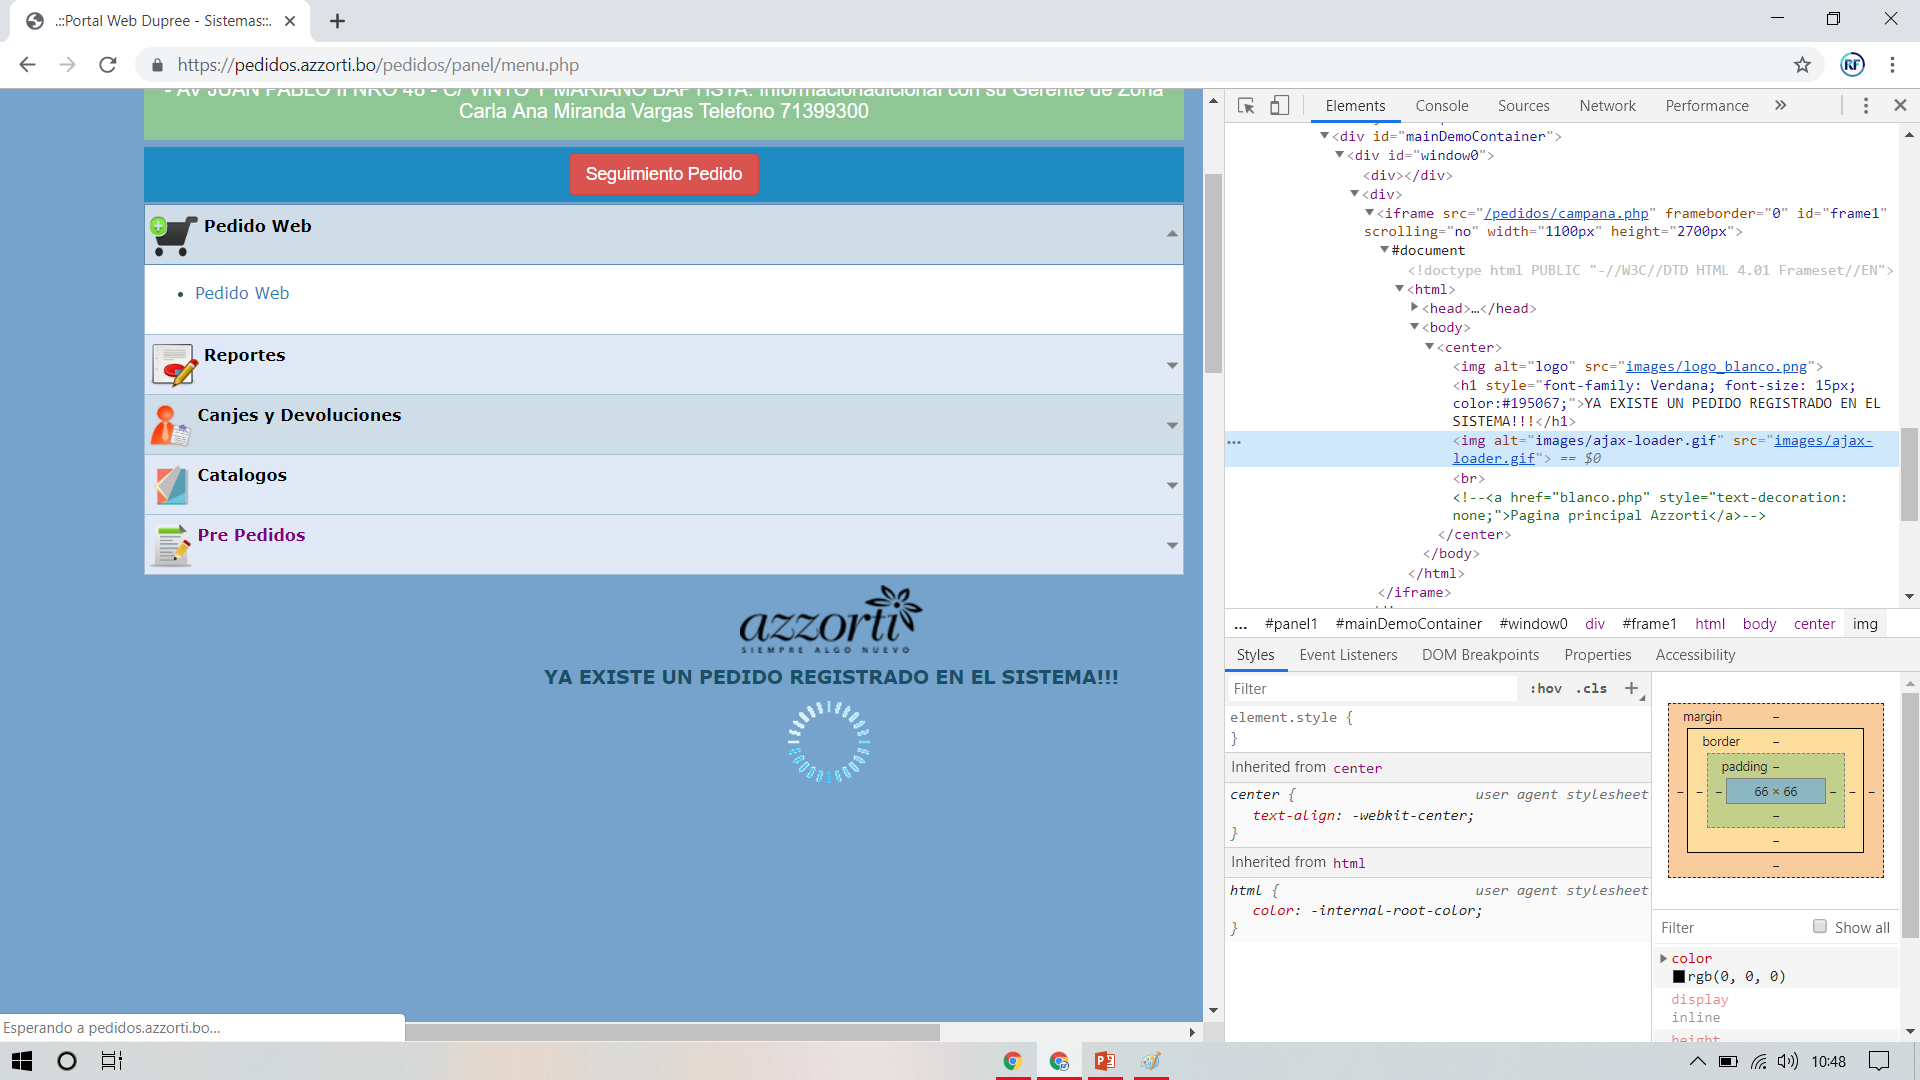 .::Portal Web Dupree - Sistemas::.
https://pedidos.azzorti.bo/pedidos/panel/menu.php
RF
- AV JUAN PABLO II NRO 48 - C/ VINTO Y MARIANO BAPTISTA. Informacionadicional con su Gerente de Zona
Carla Ana Miranda Vargas Telefono 71399300
Seguimiento Pedido
Pedido Web
• Pedido Web
Reportes
Canjes y Devoluciones
Catalogos
Pre Pedidos
azzorti
SIEMPRE ALGO NUEVO
YA EXISTE UN PEDIDO REGISTRADO EN EL SISTEMA!!!
Esperando a pedidos.azzorti.bo...
Elements Console Sources Network Performance »
<div id="mainDemoContainer">
<div id="window0">
<div></div>
<div>
<iframe src="/pedidos/campana.php" frameborder="0" id="frame1"
scrolling="no" width="1100px" height="2700px">
#document
<!doctype html PUBLIC "-//W3C//DTD HTML 4.01 Frameset//EN">
<html>
<head>…</head>
<body>
<center>
<img alt="logo" src="images/logo_blanco.png">
<h1 style="font-family: Verdana; font-size: 15px;
color:#195067;">YA EXISTE UN PEDIDO REGISTRADO EN EL
SISTEMA!!!</h1>
<img alt="images/ajax-loader.gif" src="images/ajax-
loader.gif"> == $0
<br>
<!--<a href="blanco.php" style="text-decoration:
none;">Pagina principal Azzorti</a>-->
</center>
</body>
</html>
</iframe>
... #panel1 #mainDemoContainer #window0 div #frame1 html body center img
Styles Event Listeners DOM Breakpoints Properties Accessibility
Filter :hov .cls +
element.style {
}
Inherited from center
center { user agent stylesheet
text-align: -webkit-center;
}
Inherited from html
html { user agent stylesheet
color: -internal-root-color;
}
margin –
border –
padding –
– – – 66 × 66 – – –
–
–
–
Filter Show all
color
rgb(0, 0, 0)
display
inline
height
10:48